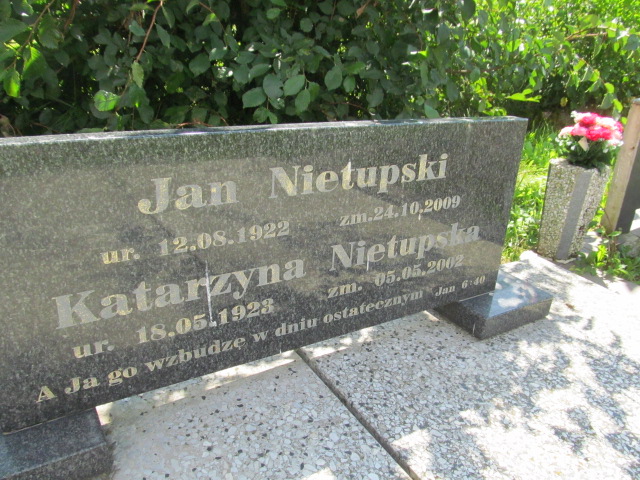 Jan Nietupski
ur. 12.08.1922 zm.24.10,2009
Katarzyna Nietupska
ur. 18.05.1923 zm. 05.05.2002
A Ja go wzbudzę w dniu ostatecznym Jan 6:40